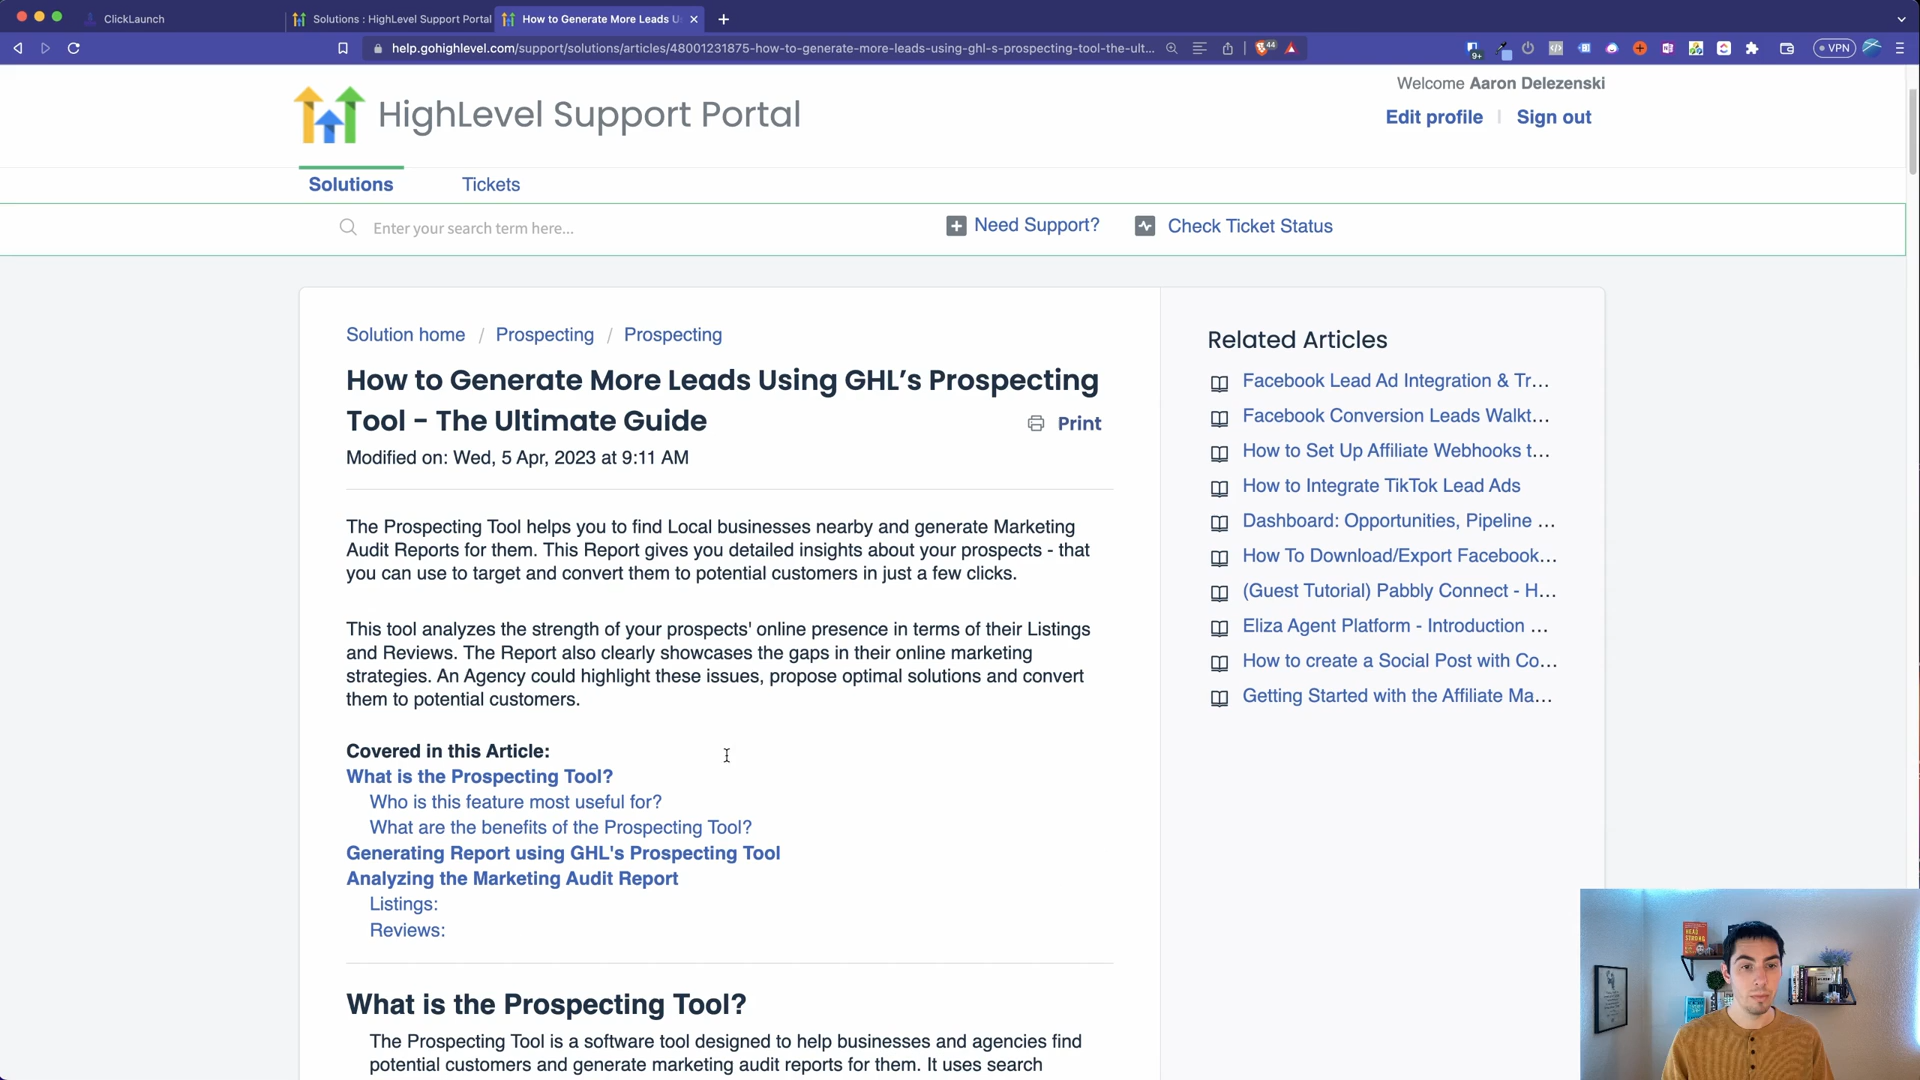 ClickLaunch
Solutions : HighLevel Support Portal
How to Generate More Leads U
help.gohighlevel.com/support/solutions/articles/48001231875-how-to-generate-more-leads-using-ghl-s-prospecting-tool-the-ult...
44
9+
VPN
HighLevel Support Portal
Welcome Aaron Delezenski
Edit profile
Sign out
Solutions
Tickets
Enter your search term here...
Need Support?
Check Ticket Status
Solution home / Prospecting / Prospecting
How to Generate More Leads Using GHL’s Prospecting
Tool - The Ultimate Guide
Print
Modified on: Wed, 5 Apr, 2023 at 9:11 AM
The Prospecting Tool helps you to find Local businesses nearby and generate Marketing
Audit Reports for them. This Report gives you detailed insights about your prospects - that
you can use to target and convert them to potential customers in just a few clicks.
This tool analyzes the strength of your prospects' online presence in terms of their Listings
and Reviews. The Report also clearly showcases the gaps in their online marketing
strategies. An Agency could highlight these issues, propose optimal solutions and convert
them to potential customers.
Covered in this Article:
What is the Prospecting Tool?
Who is this feature most useful for?
What are the benefits of the Prospecting Tool?
Generating Report using GHL's Prospecting Tool
Analyzing the Marketing Audit Report
Listings:
Reviews:
What is the Prospecting Tool?
The Prospecting Tool is a software tool designed to help businesses and agencies find
potential customers and generate marketing audit reports for them. It uses search
Related Articles
Facebook Lead Ad Integration & Tr...
Facebook Conversion Leads Walkt...
How to Set Up Affiliate Webhooks t...
How to Integrate TikTok Lead Ads
Dashboard: Opportunities, Pipeline ...
How To Download/Export Facebook...
(Guest Tutorial) Pabbly Connect - H...
Eliza Agent Platform - Introduction ...
How to create a Social Post with Co...
Getting Started with the Affiliate Ma...
HEAD
STRONG